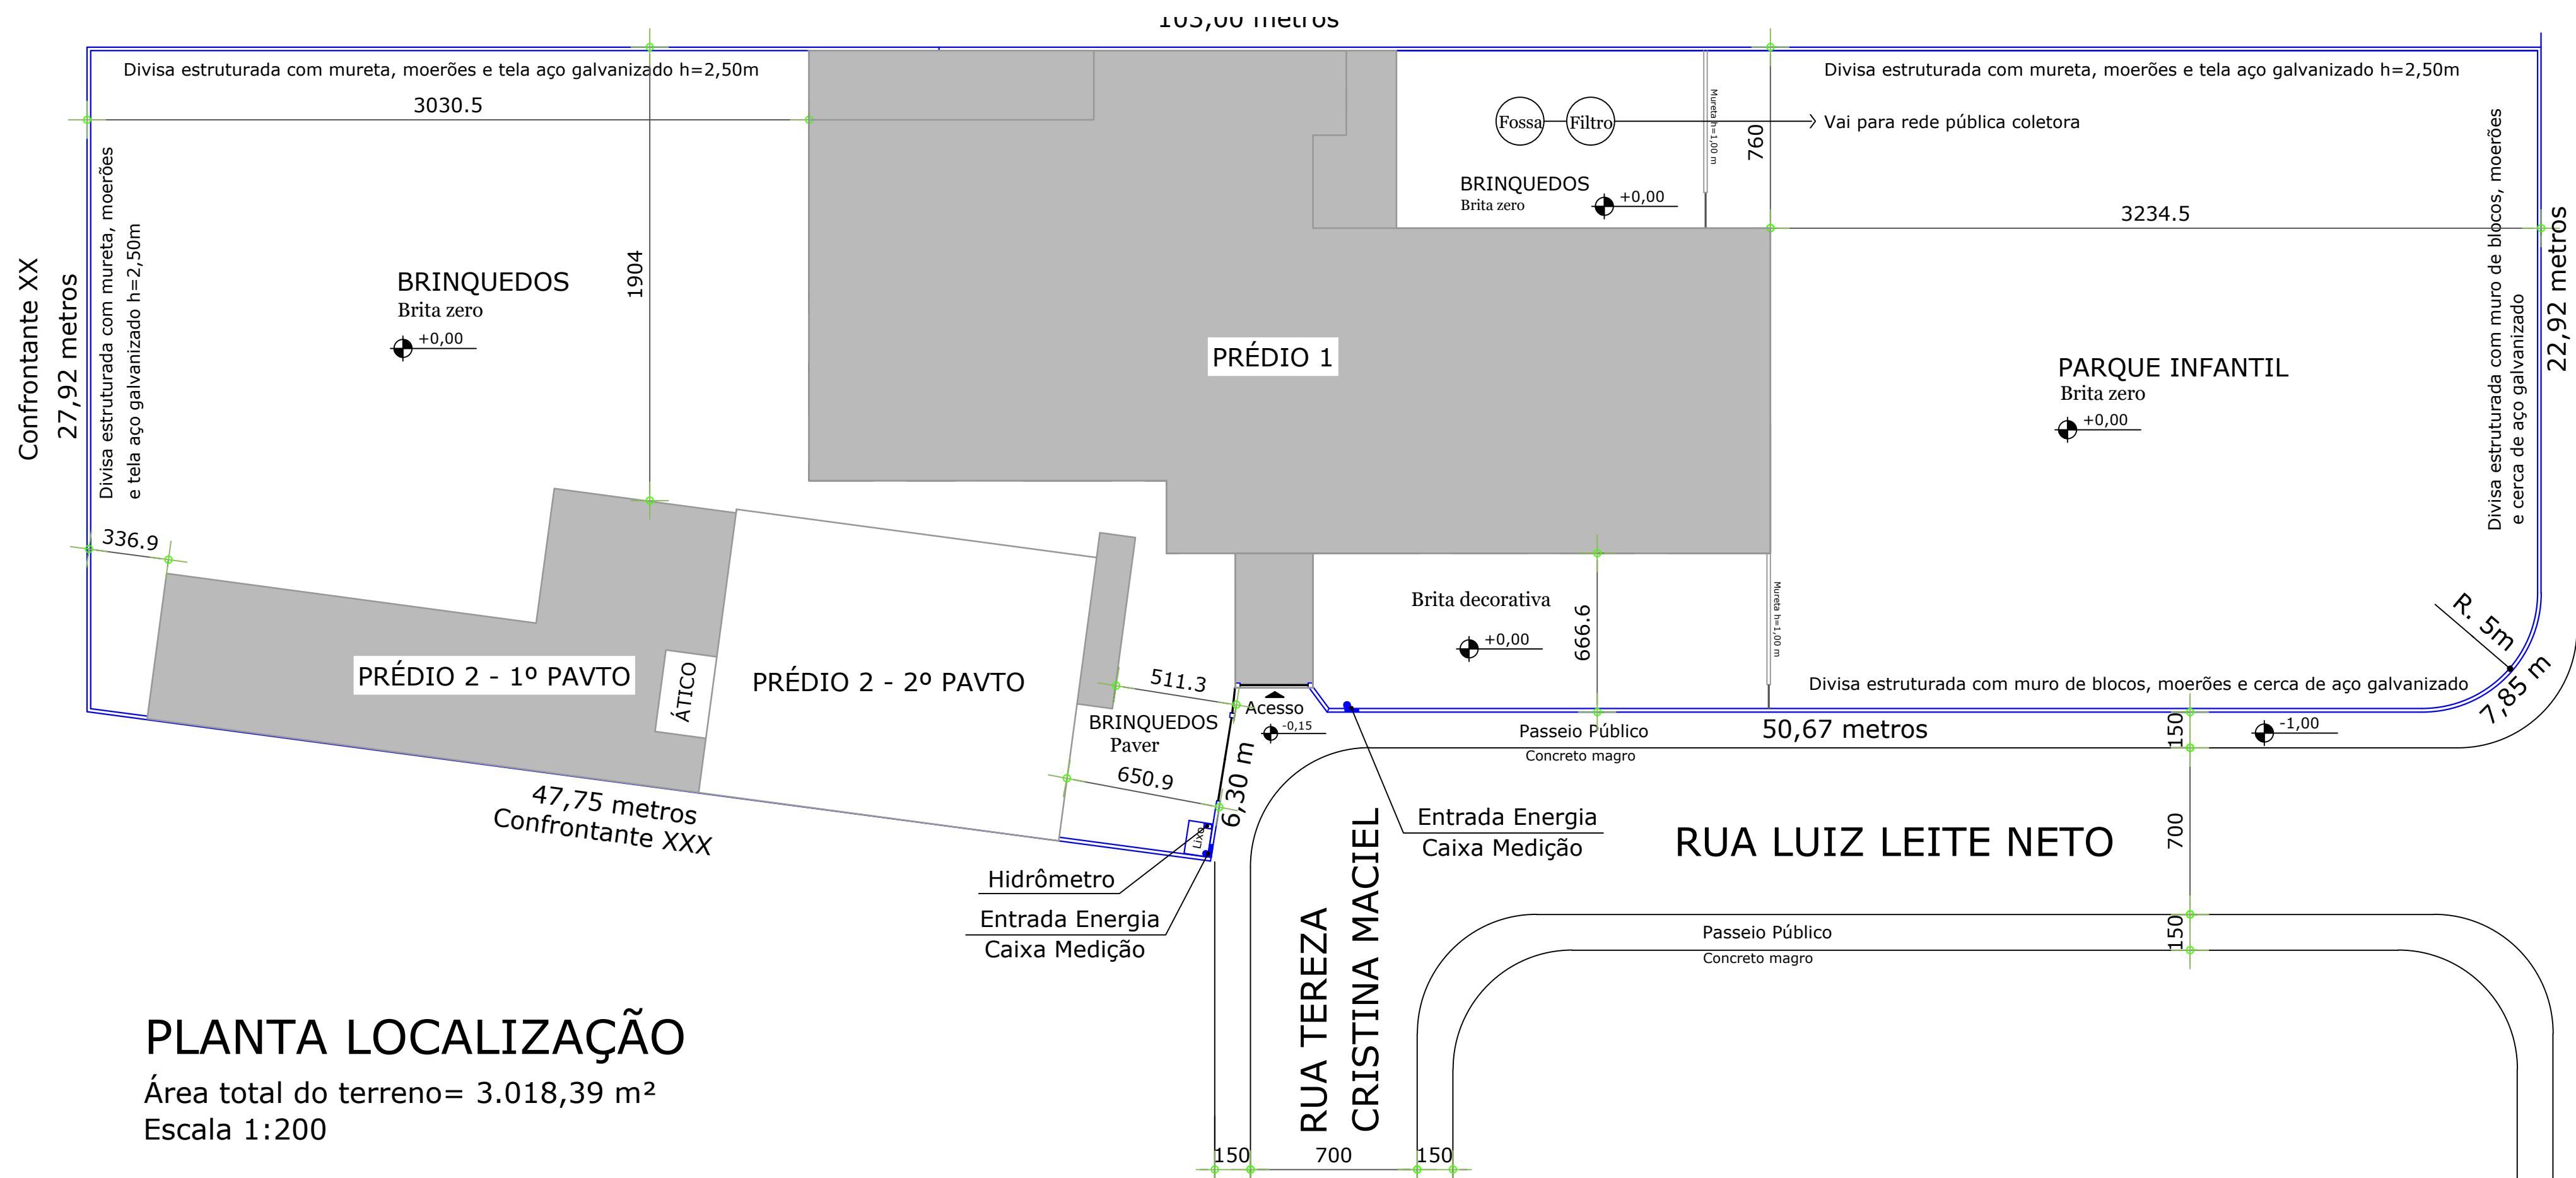 103,00 metros
Divisa estruturada com mureta, moerões e tela aço galvanizado h=2,50m
Divisa estruturada com mureta, moerões e tela aço galvanizado h=2,50m
3030.5
Fossa
Filtro
Vai para rede pública coletora
Mureta h=1,00 m
760
BRINQUEDOS
Brita zero
+0,00
3234.5
Confrontante XX
27,92 metros
Divisa estruturada com mureta, moerões
e tela aço galvanizado h=2,50m
BRINQUEDOS
Brita zero
+0,00
1904
PRÉDIO 1
PARQUE INFANTIL
Brita zero
+0,00
Divisa estruturada com muro de blocos, moerões
e cerca de aço galvanizado
22,92 metros
336.9
PRÉDIO 2 - 1º PAVTO
ÁTICO
PRÉDIO 2 - 2º PAVTO
511.3
BRINQUEDOS
Paver
650.9
Acesso
-0,15
6,30 m
Lixo
Brita decorativa
+0,00
666.6
Mureta h=1,00 m
R. 5m
7,85 m
Divisa estruturada com muro de blocos, moerões e cerca de aço galvanizado
Passeio Público
Concreto magro
50,67 metros
150
-1,00
47,75 metros
Confrontante XXX
Hidrômetro
Entrada Energia
Caixa Medição
Entrada Energia
Caixa Medição
RUA LUIZ LEITE NETO
700
RUA TEREZA
CRISTINA MACIEL
Passeio Público
Concreto magro
150
PLANTA LOCALIZAÇÃO
Área total do terreno= 3.018,39 m²
Escala 1:200
150
700
150